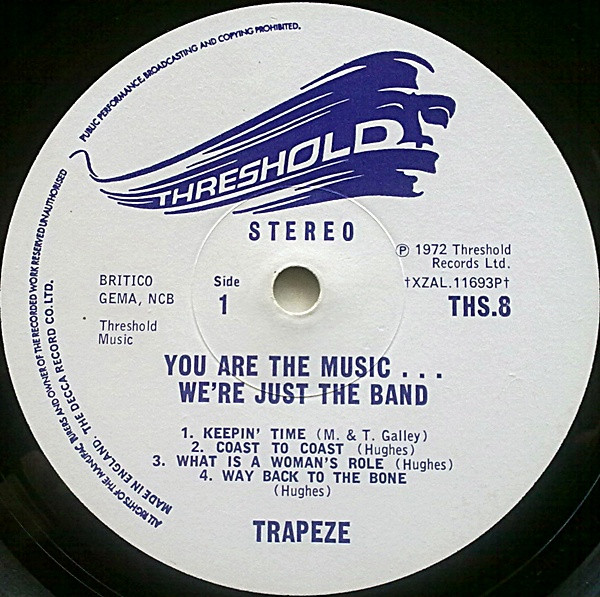 PUBLIC PERFORMANCE, BROADCASTING AND COPYING PROHIBITED.
THRESHOLD
STEREO
℗ 1972 Threshold
Records Ltd.
BRITICO
GEMA, NCB
Side
1
†XZAL.11693P†
THS.8
Threshold
Music
YOU ARE THE MUSIC . . .
WE'RE JUST THE BAND
1. KEEPIN' TIME (M. & T. Galley)
2. COAST TO COAST (Hughes)
3. WHAT IS A WOMAN'S ROLE (Hughes)
4. WAY BACK TO THE BONE
(Hughes)
TRAPEZE
ALL RIGHTS OF THE MANUFACTURERS AND OWNER OF THE RECORDED WORK RESERVED UNAUTHORISED
MADE IN ENGLAND. THE DECCA RECORD CO. LTD.